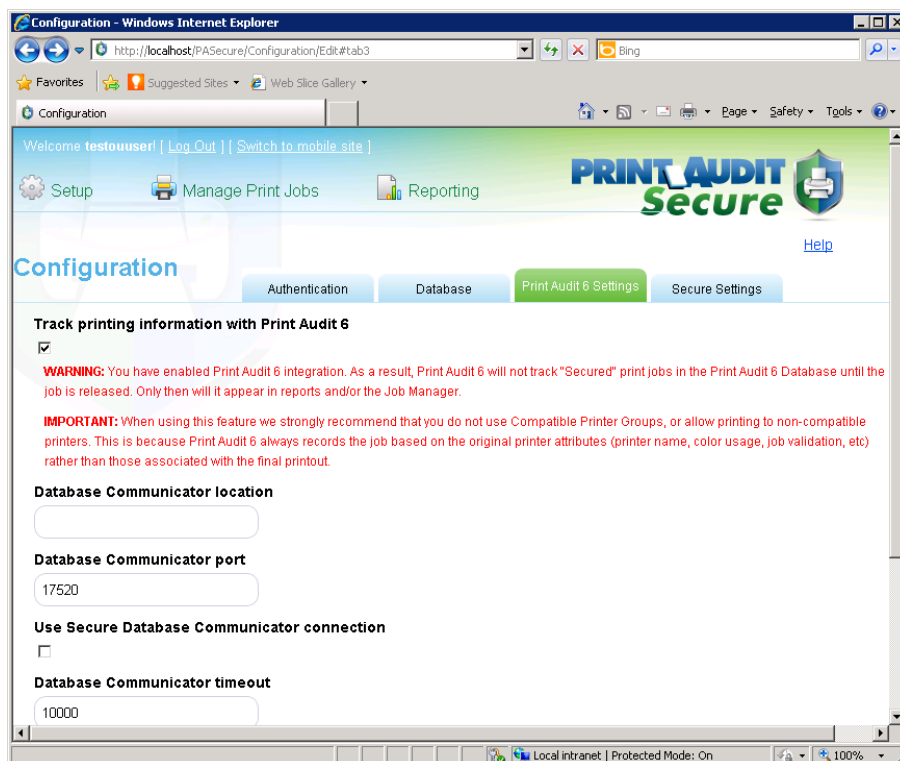 Configuration - Windows Internet Explorer
http://localhost/PASecure/Configuration/Edit#tab3
Bing
Favorites Suggested Sites Web Slice Gallery
Configuration
Page Safety Tools
Welcome testouuser! [ Log Out ] [ Switch to mobile site ]
Setup Manage Print Jobs Reporting
PRINT AUDIT
Secure
Help
Configuration
Authentication Database Print Audit 6 Settings Secure Settings
Track printing information with Print Audit 6
WARNING: You have enabled Print Audit 6 integration. As a result, Print Audit 6 will not track "Secured" print jobs in the Print Audit 6 Database until the
job is released. Only then will it appear in reports and/or the Job Manager.
IMPORTANT: When using this feature we strongly recommend that you do not use Compatible Printer Groups, or allow printing to non-compatible
printers. This is because Print Audit 6 always records the job based on the original printer attributes (printer name, color usage, job validation, etc)
rather than those associated with the final printout.
Database Communicator location
Database Communicator port
17520
Use Secure Database Communicator connection
Database Communicator timeout
10000
Local intranet | Protected Mode: On
100%